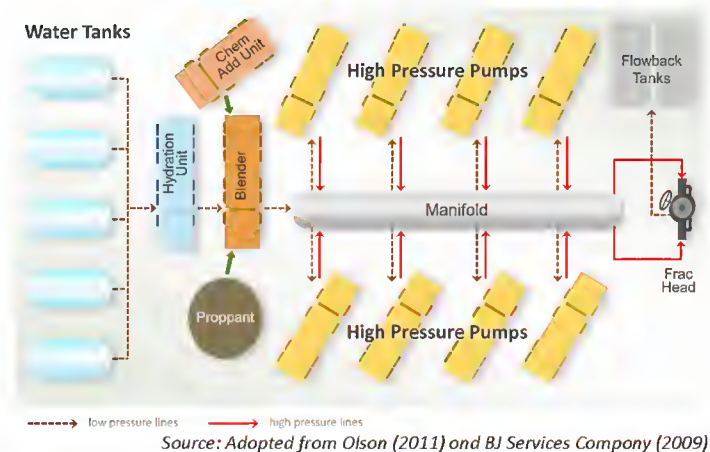 Water Tanks
Chem
Add Unit
High Pressure Pumps
Flowback
Tanks
Hydration
Unit
Blender
Manifold
Frac
Head
Proppant
High Pressure Pumps
low pressure lines
high pressure lines
Source: Adopted from Olson (2011) and BJ Services Company (2009)